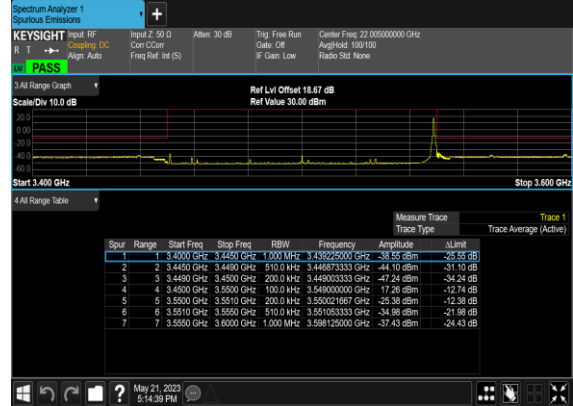 Spectrum Analyzer 1
Spurious Emissions
KEYSIGHT Input: RF Input Z: 50 Ω Atten: 30 dB Trig: Free Run Center Freq: 22.005000000 GHz
R T Coupling: DC Corr CCorr Gate: Off Avg|Hold: 100/100
Align: Auto Freq Ref: Int (S) IF Gain: Low Radio Std: None
PASS
3 All Range Graph
Ref Lvl Offset 18.67 dB
Scale/Div 10.0 dB Ref Value 30.00 dBm
20.0
0.00
-20.0
-40.0
-60.0
Start 3.400 GHz Stop 3.600 GHz
4 All Range Table
Measure Trace Trace 1
Trace Type Trace Average (Active)
Spur Range Start Freq Stop Freq RBW Frequency Amplitude ΔLimit
1 1 3.4000 GHz 3.4450 GHz 1.000 MHz 3.439225000 GHz -38.55 dBm -25.55 dB
2 2 3.4450 GHz 3.4490 GHz 510.0 kHz 3.446873333 GHz -44.10 dBm -31.10 dB
3 3 3.4490 GHz 3.4500 GHz 200.0 kHz 3.449003333 GHz -47.24 dBm -34.24 dB
4 4 3.4500 GHz 3.5500 GHz 100.0 kHz 3.549000000 GHz 17.26 dBm -12.74 dB
5 5 3.5500 GHz 3.5510 GHz 200.0 kHz 3.550021667 GHz -25.38 dBm -12.38 dB
6 6 3.5510 GHz 3.5550 GHz 510.0 kHz 3.551053333 GHz -34.98 dBm -21.98 dB
7 7 3.5550 GHz 3.6000 GHz 1.000 MHz 3.598125000 GHz -37.43 dBm -24.43 dB
? May 21, 2023
5:14:39 PM